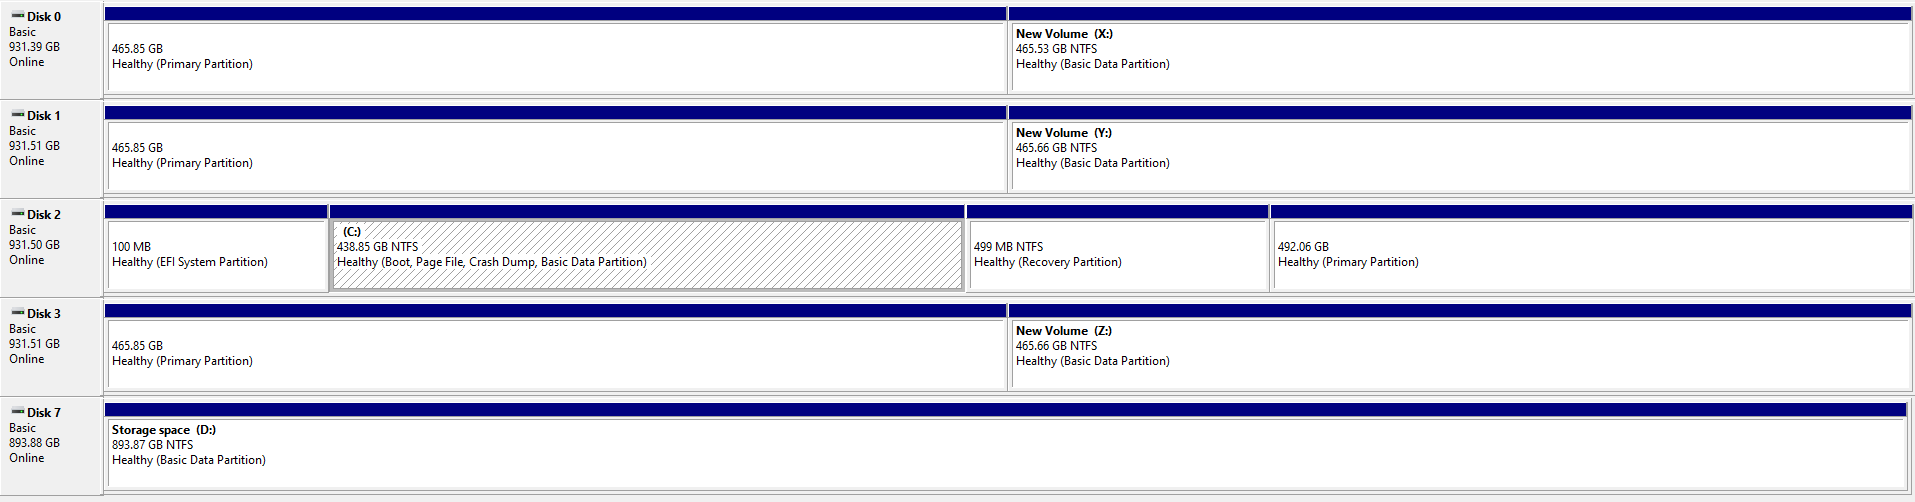 Disk 0
Basic
931.39 GB
Online
465.85 GB
Healthy (Primary Partition)
New Volume  (X:)
465.53 GB NTFS
Healthy (Basic Data Partition)
Disk 1
Basic
931.51 GB
Online
465.85 GB
Healthy (Primary Partition)
New Volume  (Y:)
465.66 GB NTFS
Healthy (Basic Data Partition)
Disk 2
Basic
931.50 GB
Online
100 MB
Healthy (EFI System Partition)
(C:)
438.85 GB NTFS
Healthy (Boot, Page File, Crash Dump, Basic Data Partition)
499 MB NTFS
Healthy (Recovery Partition)
492.06 GB
Healthy (Primary Partition)
Disk 3
Basic
931.51 GB
Online
465.85 GB
Healthy (Primary Partition)
New Volume  (Z:)
465.66 GB NTFS
Healthy (Basic Data Partition)
Disk 7
Basic
893.88 GB
Online
Storage space  (D:)
893.87 GB NTFS
Healthy (Basic Data Partition)